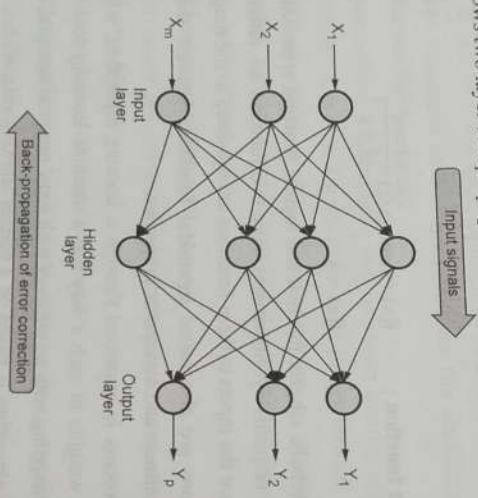 Input signals
X₁
Y₁
X₂
Y₂
Xₘ
Yₚ
Input
layer
Hidden
layer
Output
layer
Back-propagation of error correction